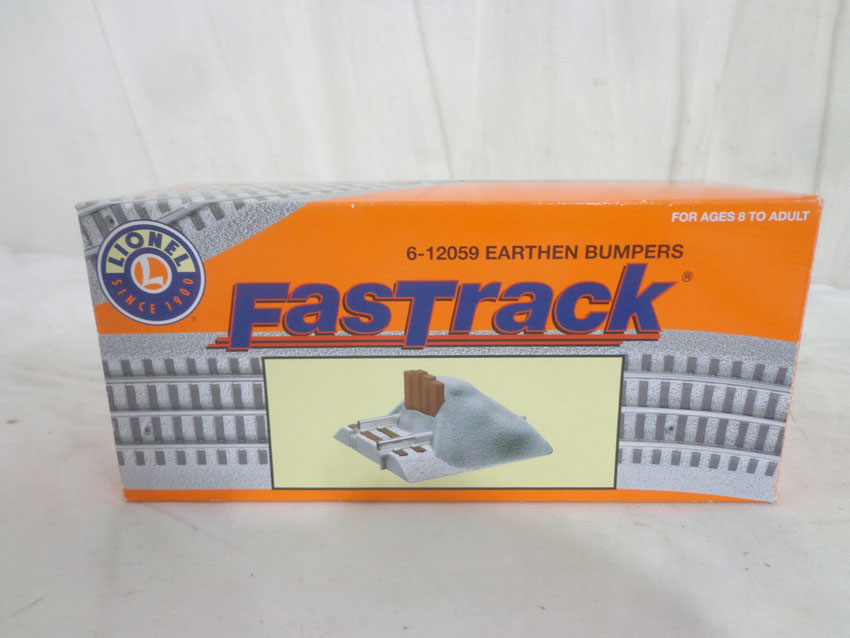 FOR AGES 8 TO ADULT
LIONEL
L
SINCE 1900
6-12059 EARTHEN BUMPERS
FasTrack®